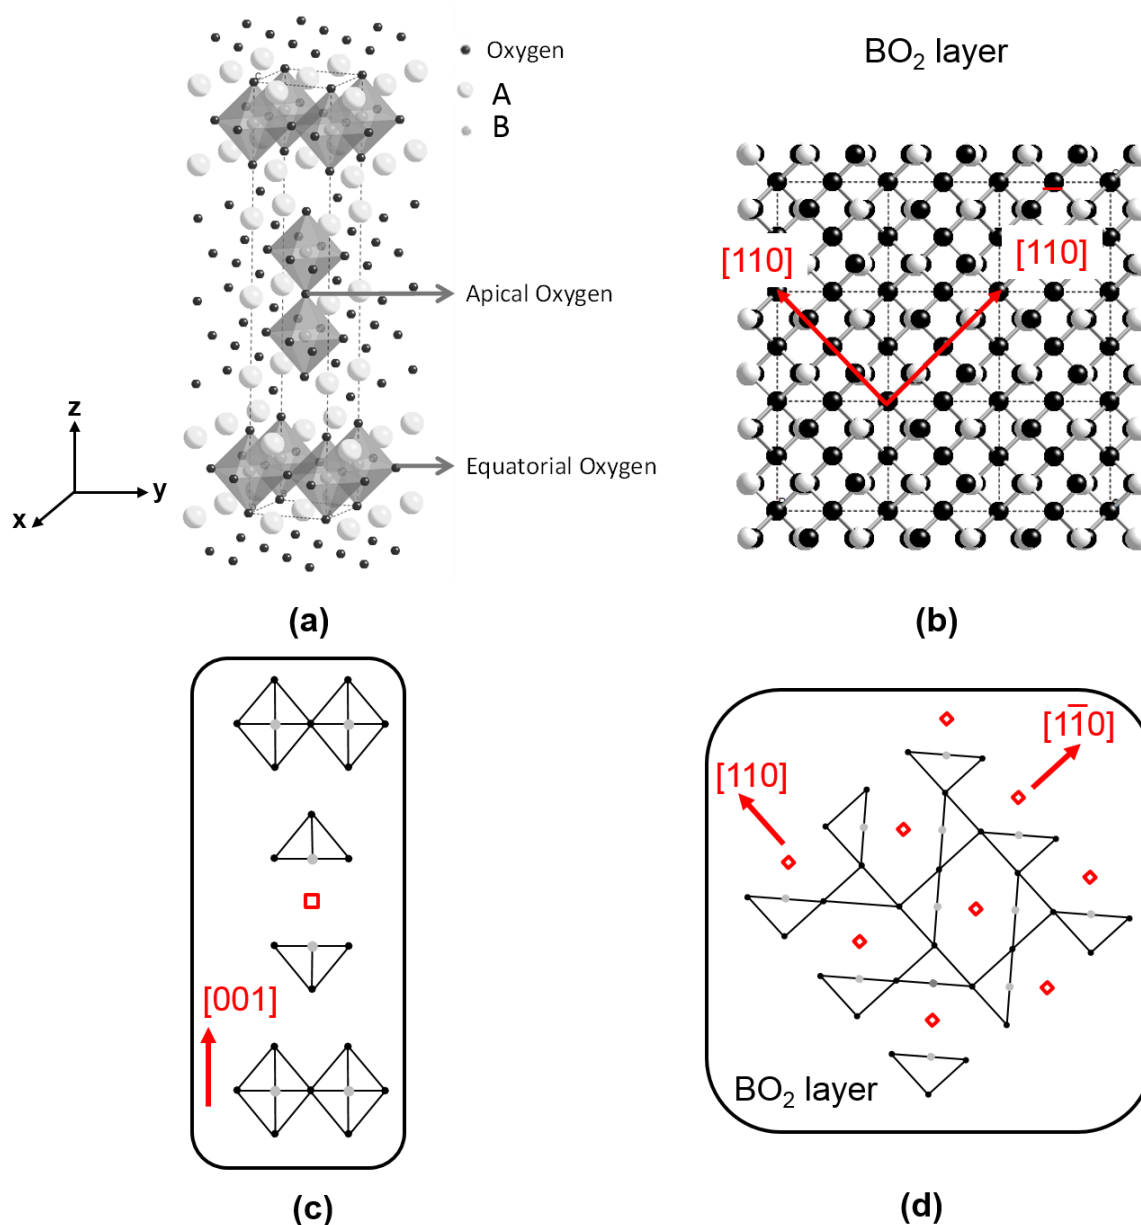 Oxygen
A
B
Apical Oxygen
Equatorial Oxygen
z
y
x
(a)
BO₂ layer
[110]
[110]
(b)
[001]
(c)
[110]
[11̅0]
BO₂ layer
(d)